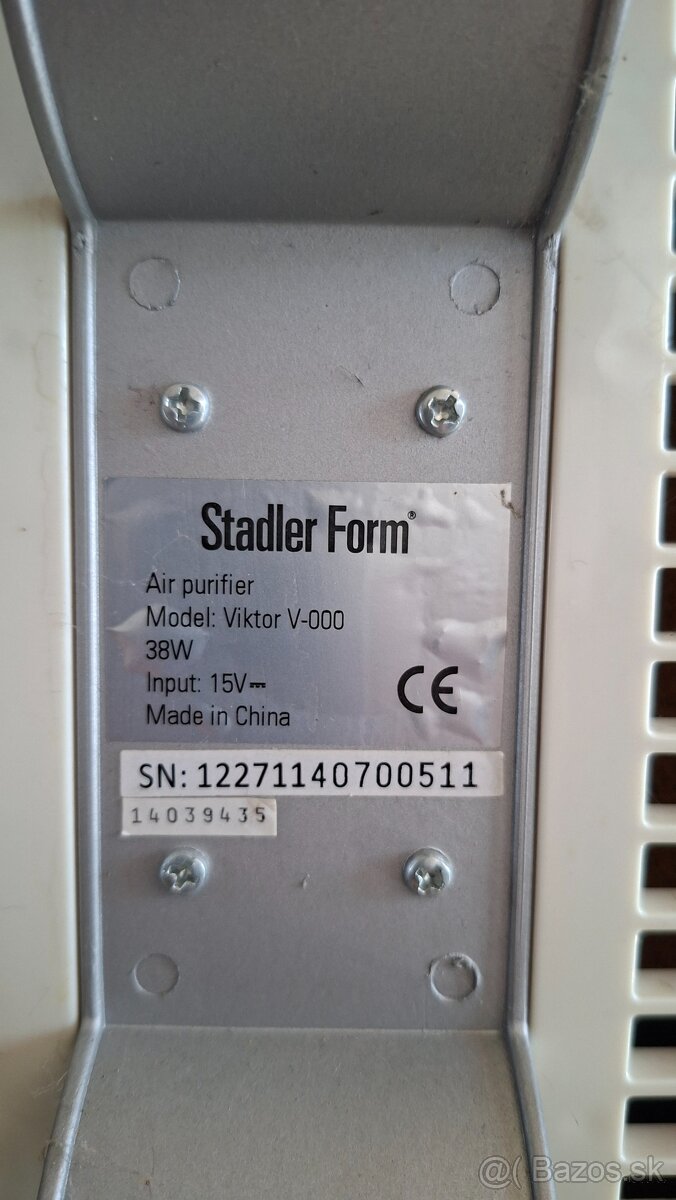 Stadler Form®
Air purifier
Model: Viktor V-000
38W
Input: 15V⎓
Made in China
CE
SN: 12271140700511
14039435
@( Bazos.sk